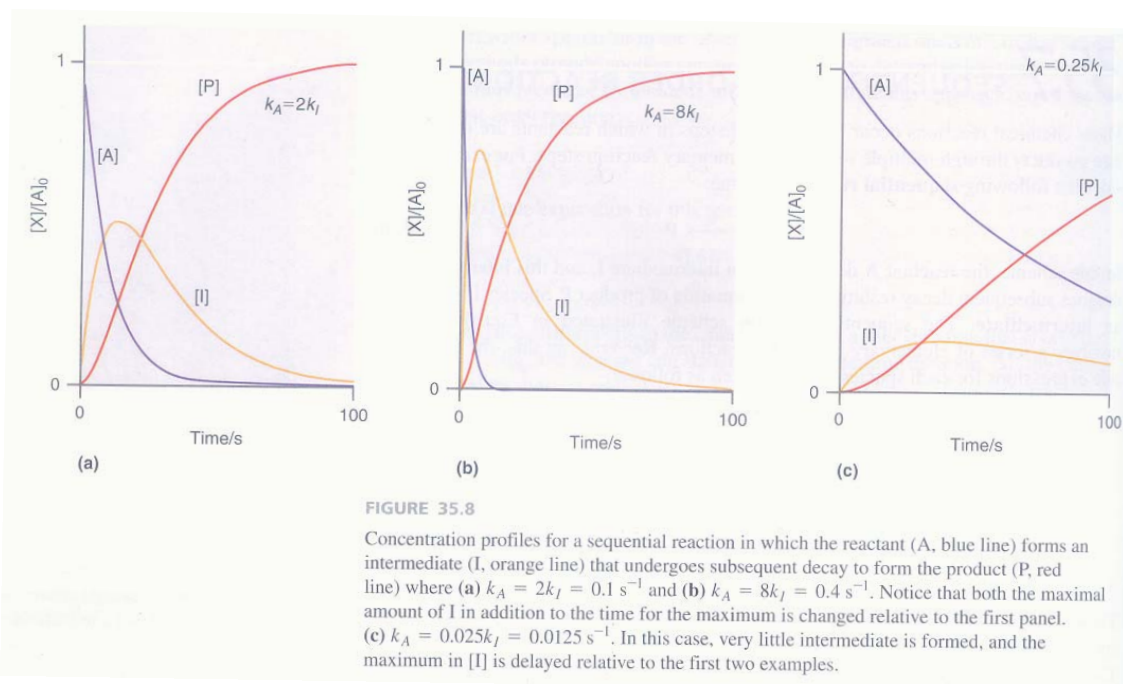 1
[A]
[P]
k_A=2k_I
[I]
[X]/[A]₀
0
0
100
Time/s
(a)
1
[A]
[P]
k_A=8k_I
[I]
[X]/[A]₀
0
0
100
Time/s
(b)
1
[A]
k_A=0.25k_I
[P]
[I]
[X]/[A]₀
0
0
100
Time/s
(c)
FIGURE 35.8
Concentration profiles for a sequential reaction in which the reactant (A, blue line) forms an
intermediate (I, orange line) that undergoes subsequent decay to form the product (P, red
line) where (a) k_A = 2k_I = 0.1 s⁻¹ and (b) k_A = 8k_I = 0.4 s⁻¹. Notice that both the maximal
amount of I in addition to the time for the maximum is changed relative to the first panel.
(c) k_A = 0.025k_I = 0.0125 s⁻¹. In this case, very little intermediate is formed, and the
maximum in [I] is delayed relative to the first two examples.